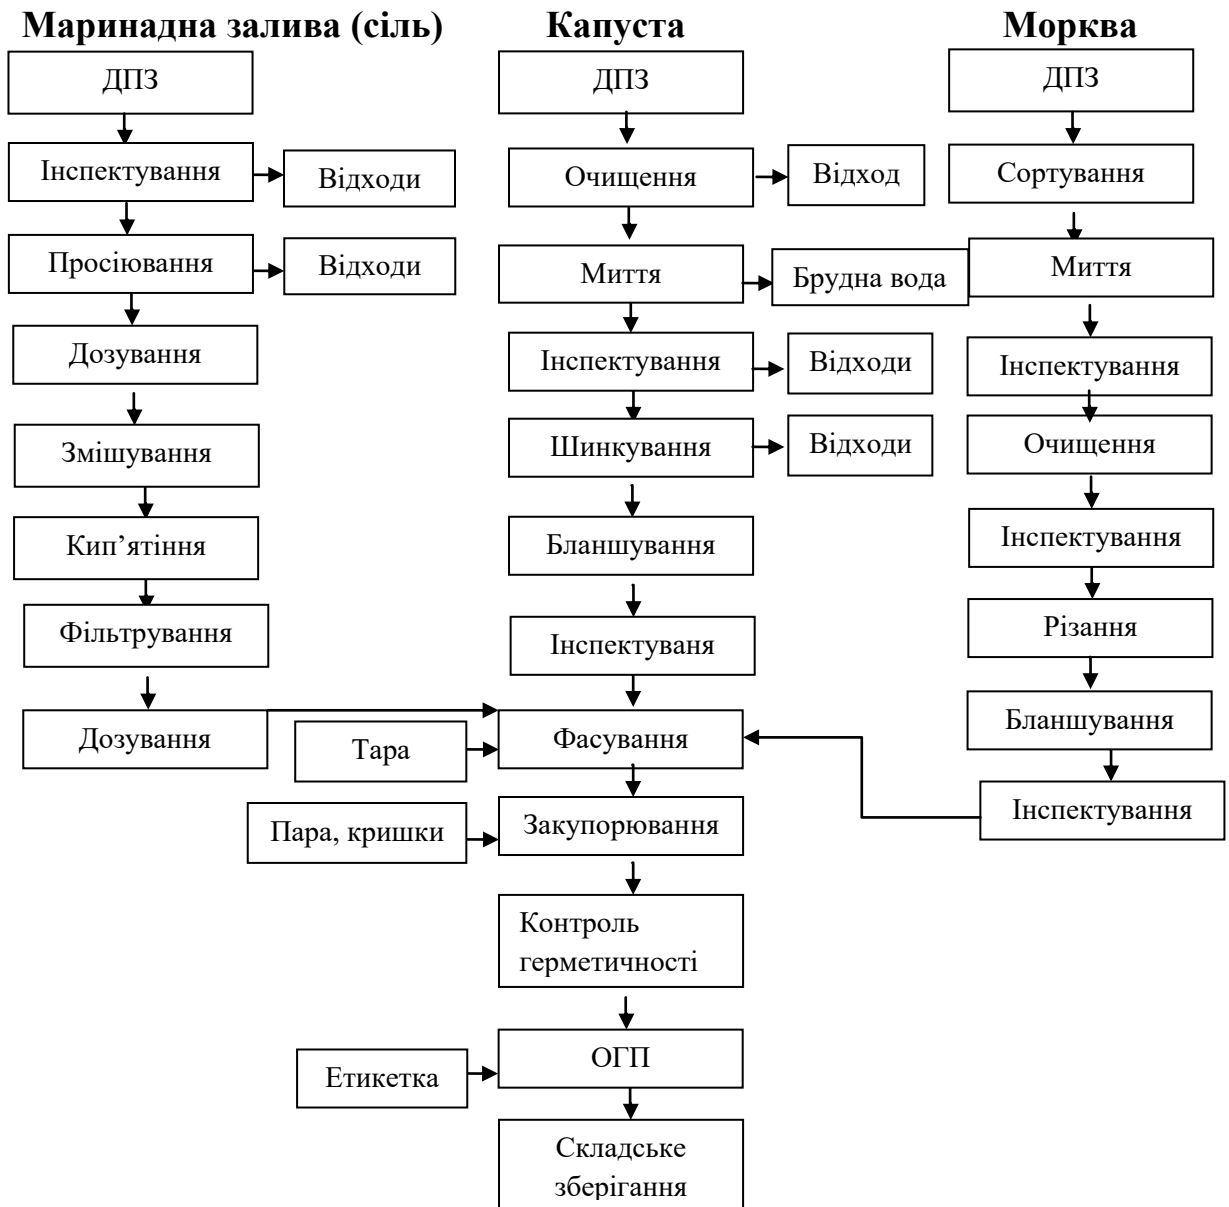 Маринадна залива (сіль)
Капуста
Морква
ДПЗ
ДПЗ
ДПЗ
Інспектування
Відходи
Очищення
Відход
Сортування
Просіювання
Відходи
Миття
Брудна вода
Миття
Дозування
Інспектування
Відходи
Інспектування
Змішування
Шинкування
Відходи
Очищення
Кип’ятіння
Бланшування
Інспектування
Фільтрування
Інспектуваня
Різання
Дозування
Тара
Фасування
Бланшування
Пара, кришки
Закупорювання
Інспектування
Контроль
герметичності
Етикетка
ОГП
Складське
зберігання